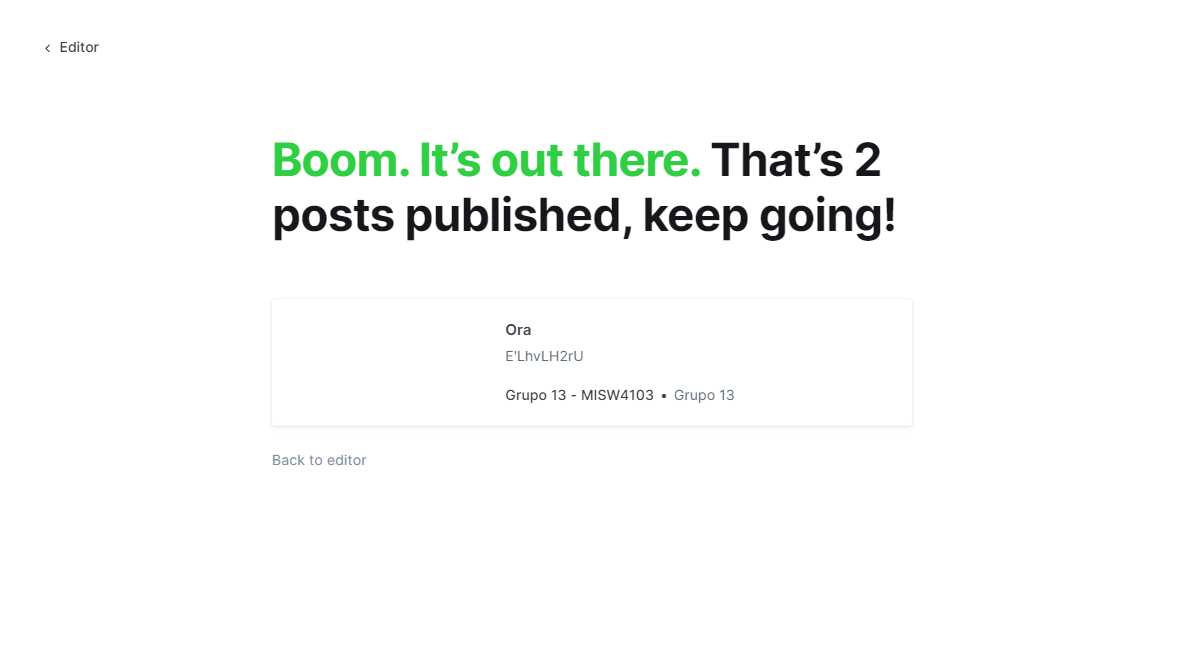 Editor
Boom. It’s out there. That’s 2
posts published, keep going!
Ora
E'LhvLH2rU
Grupo 13 - MISW4103 • Grupo 13
Back to editor